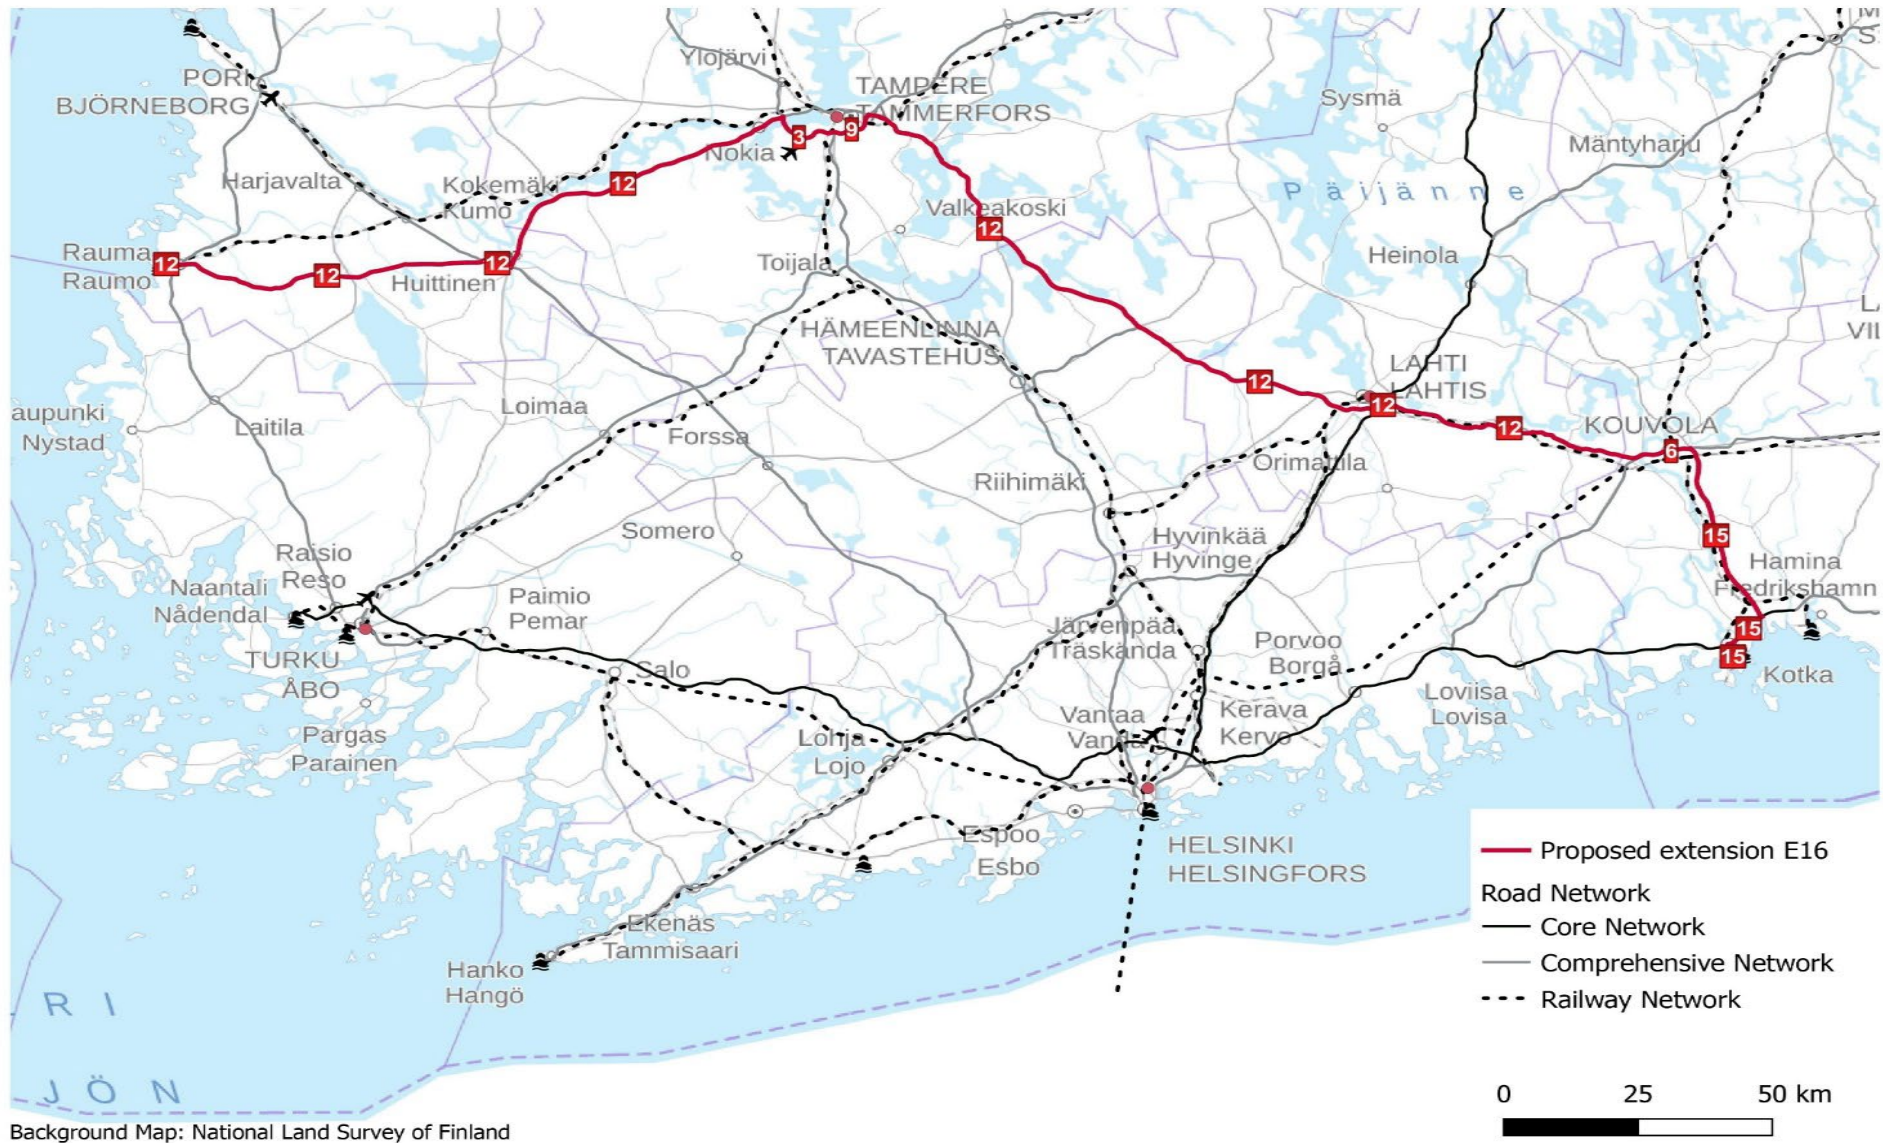 PORI
BJÖRNEBORG
Ylöjärvi
TAMPERE
TAMMERFORS
3
9
Nokia
Harjavalta
Kokemäki
Kumo
12
Sysmä
Mäntyharju
Päijänne
Valkeakoski
12
Heinola
Rauma
Raumo
12
12
12
Huittinen
Toijala
HÄMEENLINNA
TAVASTEHUS
12
LAHTI
LAHTIS
12
12
KOUVOLA
6
aupunki
Nystad
Laitila
Loimaa
Forssa
Riihimäki
Orimattila
Somero
Hyvinkää
Hyvinge
15
Hamina
Fredrikshamn
Raisio
Reso
Naantali
Nådendal
Paimio
Pemar
Järvenpää
Träskända
Porvoo
Borgå
15
15
Kotka
TURKU
ÅBO
Salo
Loviisa
Lovisa
Pargas
Parainen
Lohja
Lojo
Vantaa
Vanda
Kerava
Kervo
Espoo
Esbo
HELSINKI
HELSINGFORS
Ekenäs
Tammisaari
Hanko
Hangö
R I
J Ö N
Proposed extension E16
Road Network
Core Network
Comprehensive Network
Railway Network
0 25 50 km
Background Map: National Land Survey of Finland